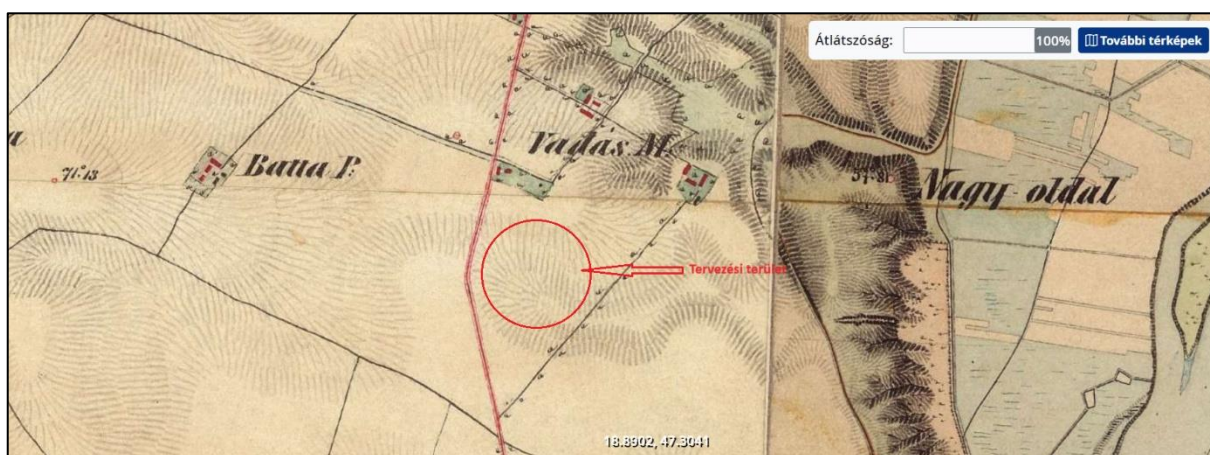 Átlátszóság:
100%
További térképek
71.°13
Batta P.
Vadás M.
57.°81
Nagy oldal
Tervezési terület
18.8902, 47.3041